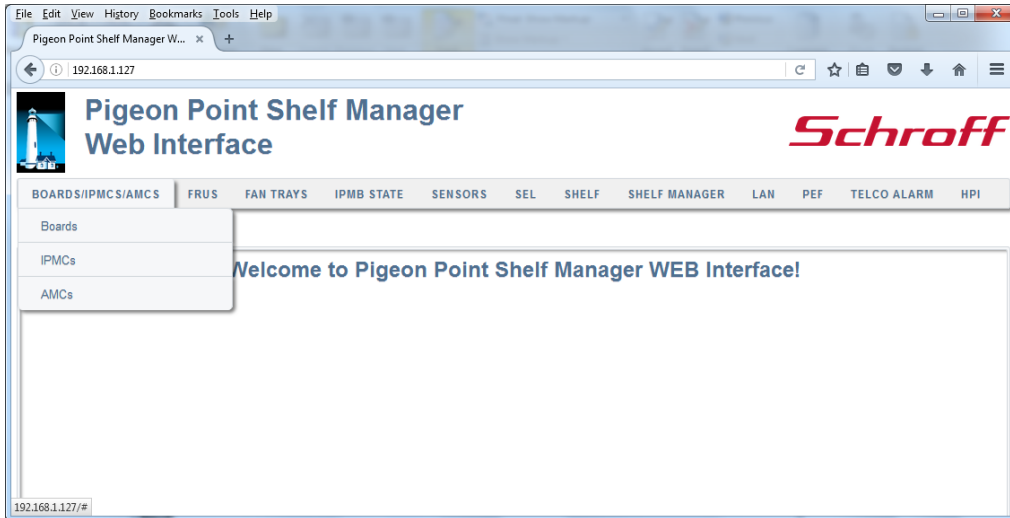 File Edit View History Bookmarks Tools Help
Pigeon Point Shelf Manager W... × +
192.168.1.127
Pigeon Point Shelf Manager
Web Interface
Schroff
BOARDS/IPMCS/AMCS FRUS FAN TRAYS IPMB STATE SENSORS SEL SHELF SHELF MANAGER LAN PEF TELCO ALARM HPI
Boards
IPMCs
AMCs
Welcome to Pigeon Point Shelf Manager WEB Interface!
192.168.1.127/#